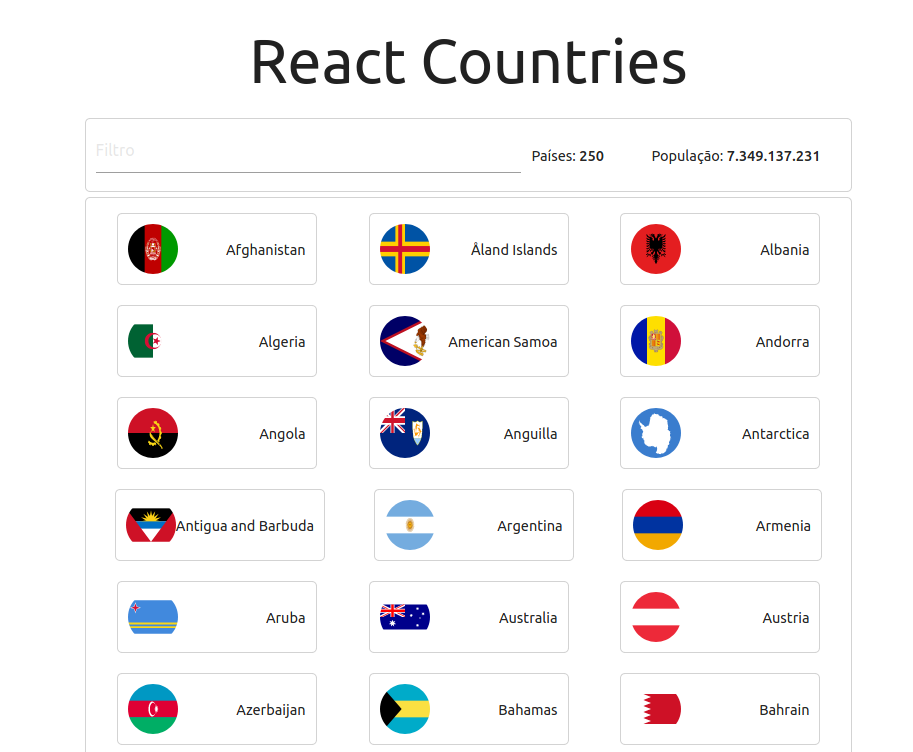 React Countries
Filtro
Países: 250 População: 7.349.137.231
Afghanistan Åland Islands Albania
Algeria American Samoa Andorra
Angola Anguilla Antarctica
Antigua and Barbuda Argentina Armenia
Aruba Australia Austria
Azerbaijan Bahamas Bahrain